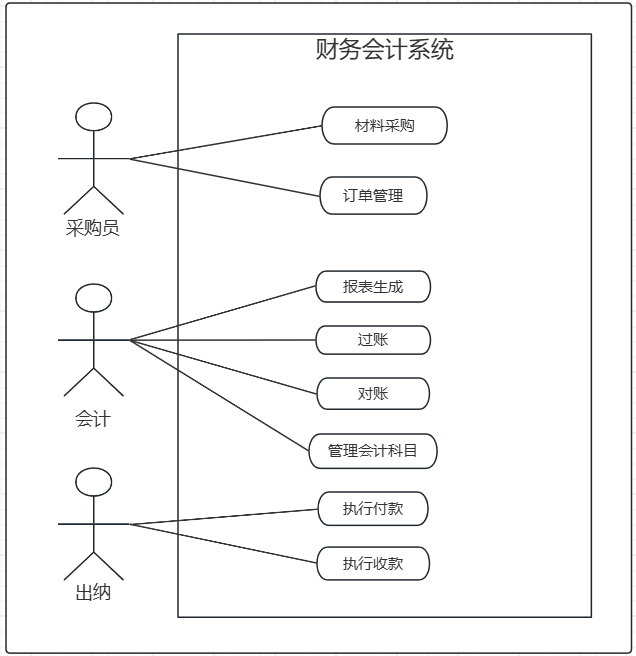 财务会计系统
材料采购
订单管理
采购员
报表生成
过账
对账
会计
管理会计科目
执行付款
执行收款
出纳